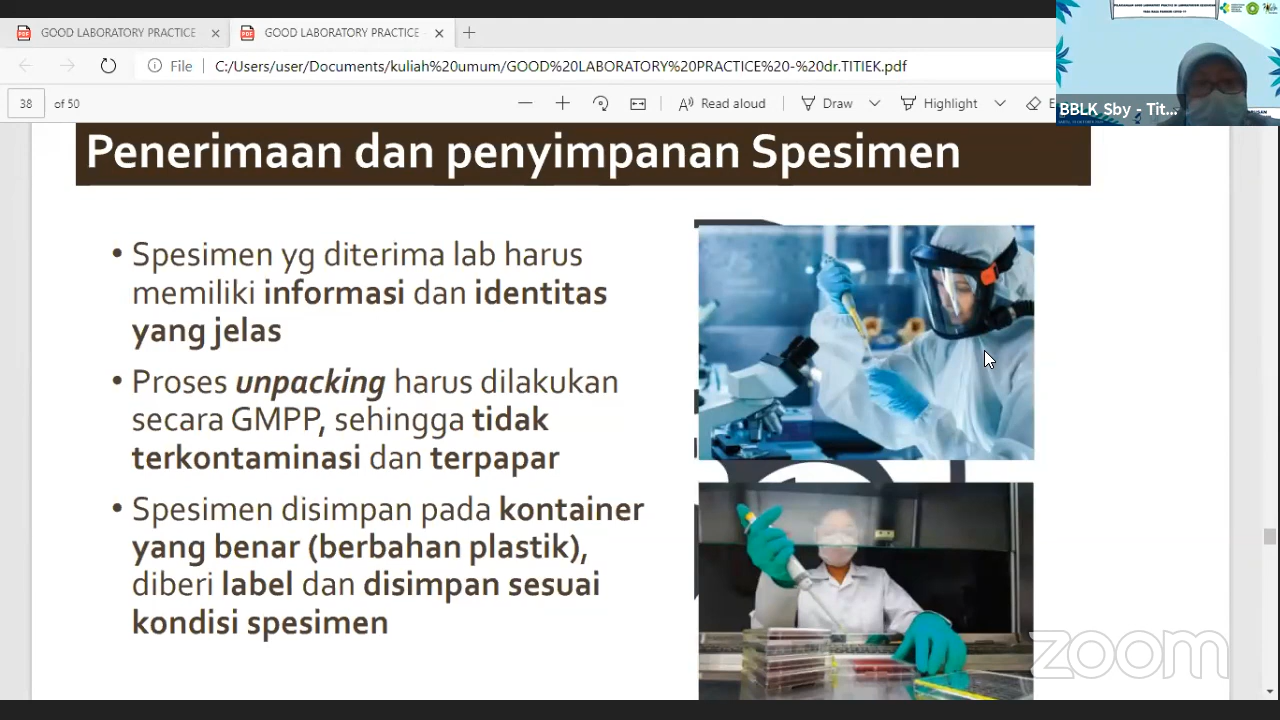 GOOD LABORATORY PRACTICE
GOOD LABORATORY PRACTICE
File
C:/Users/user/Documents/kuliah%20umum/GOOD%20LABORATORY%20PRACTICE%20-%20dr.TITIEK.pdf
38 of 50
Read aloud
Draw
Highlight
BBLK Sby - Tit...
Penerimaan dan penyimpanan Spesimen
• Spesimen yg diterima lab harus
memiliki informasi dan identitas
yang jelas
• Proses unpacking harus dilakukan
secara GMPP, sehingga tidak
terkontaminasi dan terpapar
• Spesimen disimpan pada kontainer
yang benar (berbahan plastik),
diberi label dan disimpan sesuai
kondisi spesimen
zoom